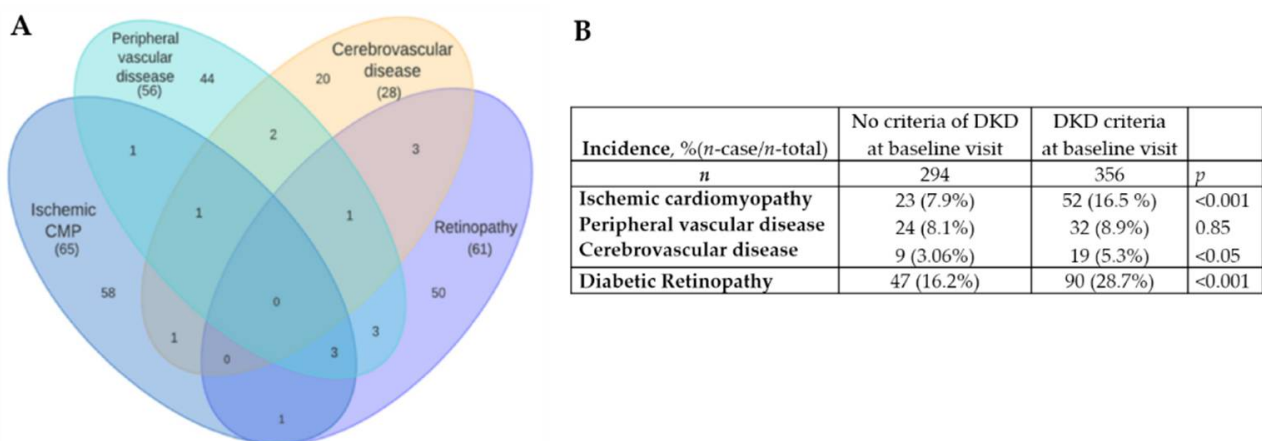 A
Peripheral
vascular
dissease
(56)
44
20
Cerebrovascular
disease
(28)
2
1
3
Ischemic
CMP
(65)
1
1
Retinopathy
(61)
58
0
50
1
0
3
3
1
B
Incidence, %(n-case/n-total) No criteria of DKD at baseline visit DKD criteria at baseline visit
n 294 356 p
Ischemic cardiomyopathy 23 (7.9%) 52 (16.5 %) <0.001
Peripheral vascular disease 24 (8.1%) 32 (8.9%) 0.85
Cerebrovascular disease 9 (3.06%) 19 (5.3%) <0.05
Diabetic Retinopathy 47 (16.2%) 90 (28.7%) <0.001